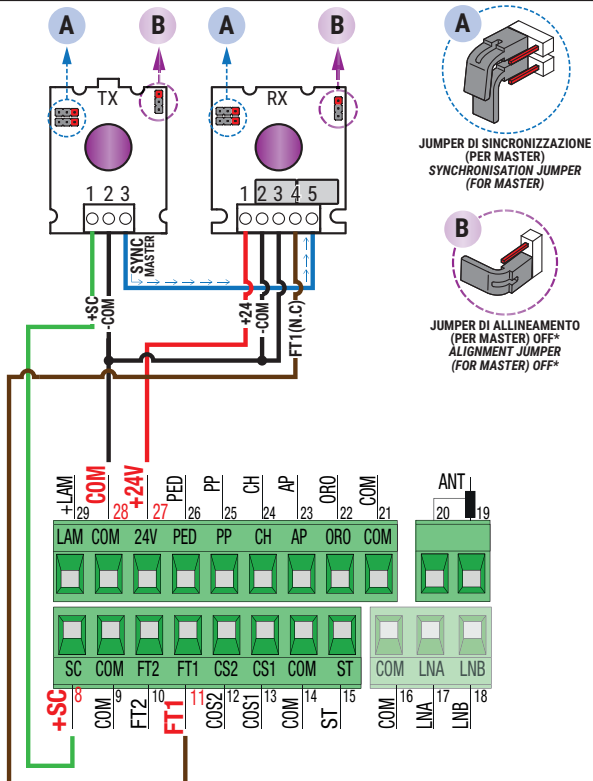 A B A B
A
TX RX
JUMPER DI SINCRONIZZAZIONE
(PER MASTER)
SYNCHRONISATION JUMPER
(FOR MASTER)
1 2 3
1 2 3 4 5
SYNC
MASTER
B
+SC
-COM
+24
-COM
FT1(N.C)
JUMPER DI ALLINEAMENTO
(PER MASTER) OFF*
ALIGNMENT JUMPER
(FOR MASTER) OFF*
+LAM COM +24V PED PP CH AP ORO COM ANT
29 28 27 26 25 24 23 22 21 20 19
LAM COM 24V PED PP CH AP ORO COM
SC COM FT2 FT1 CS2 CS1 COM ST COM LNA LNB
8 9 10 11 12 13 14 15 16 17 18
+SC COM FT2 FT1 COS2 COS1 COM ST COM LNA LNB